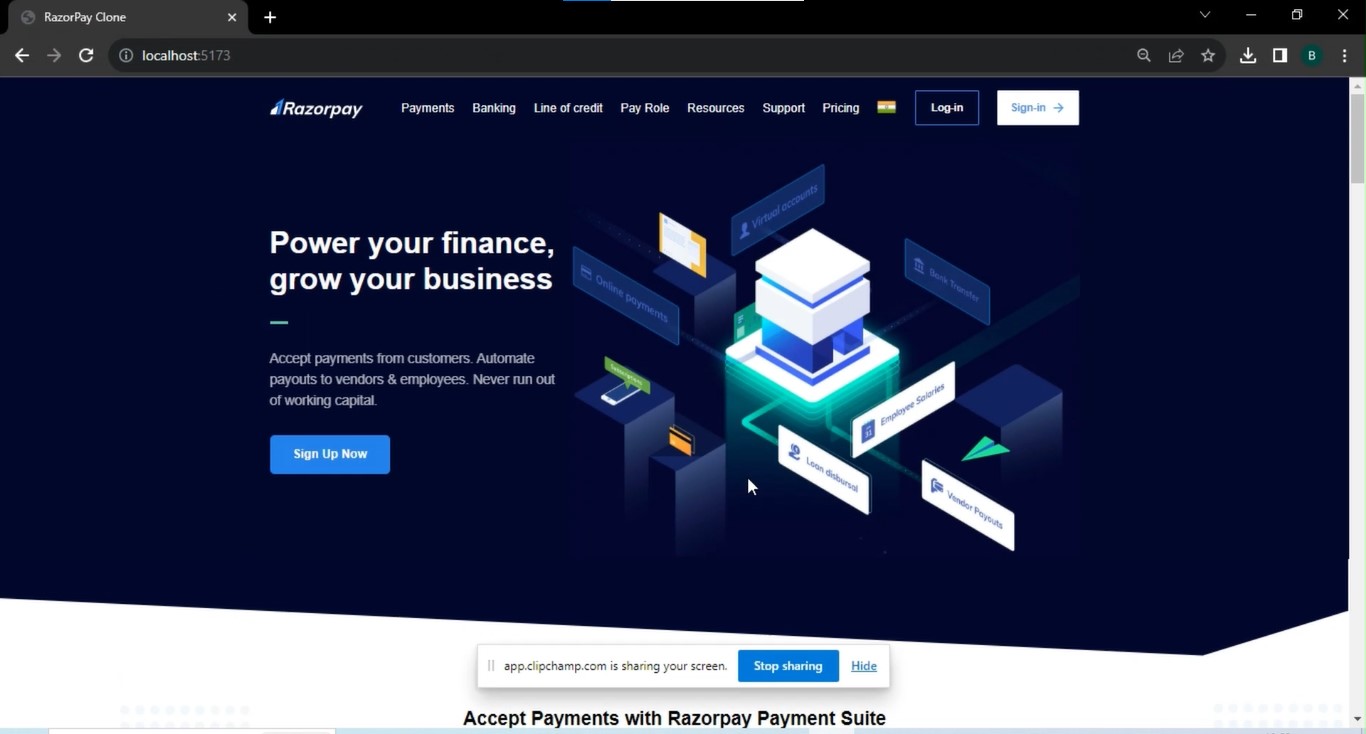 RazorPay Clone
localhost:5173
B
Razorpay
Payments Banking Line of credit Pay Role Resources Support Pricing Log-in Sign-in →
Power your finance,
grow your business
Accept payments from customers. Automate
payouts to vendors & employees. Never run out
of working capital.
Sign Up Now
Virtual accounts
Online payments
Bank Transfer
Employee Salaries
31
Loan disbursal
Vendor Payouts
app.clipchamp.com is sharing your screen.
Stop sharing
Hide
Accept Payments with Razorpay Payment Suite